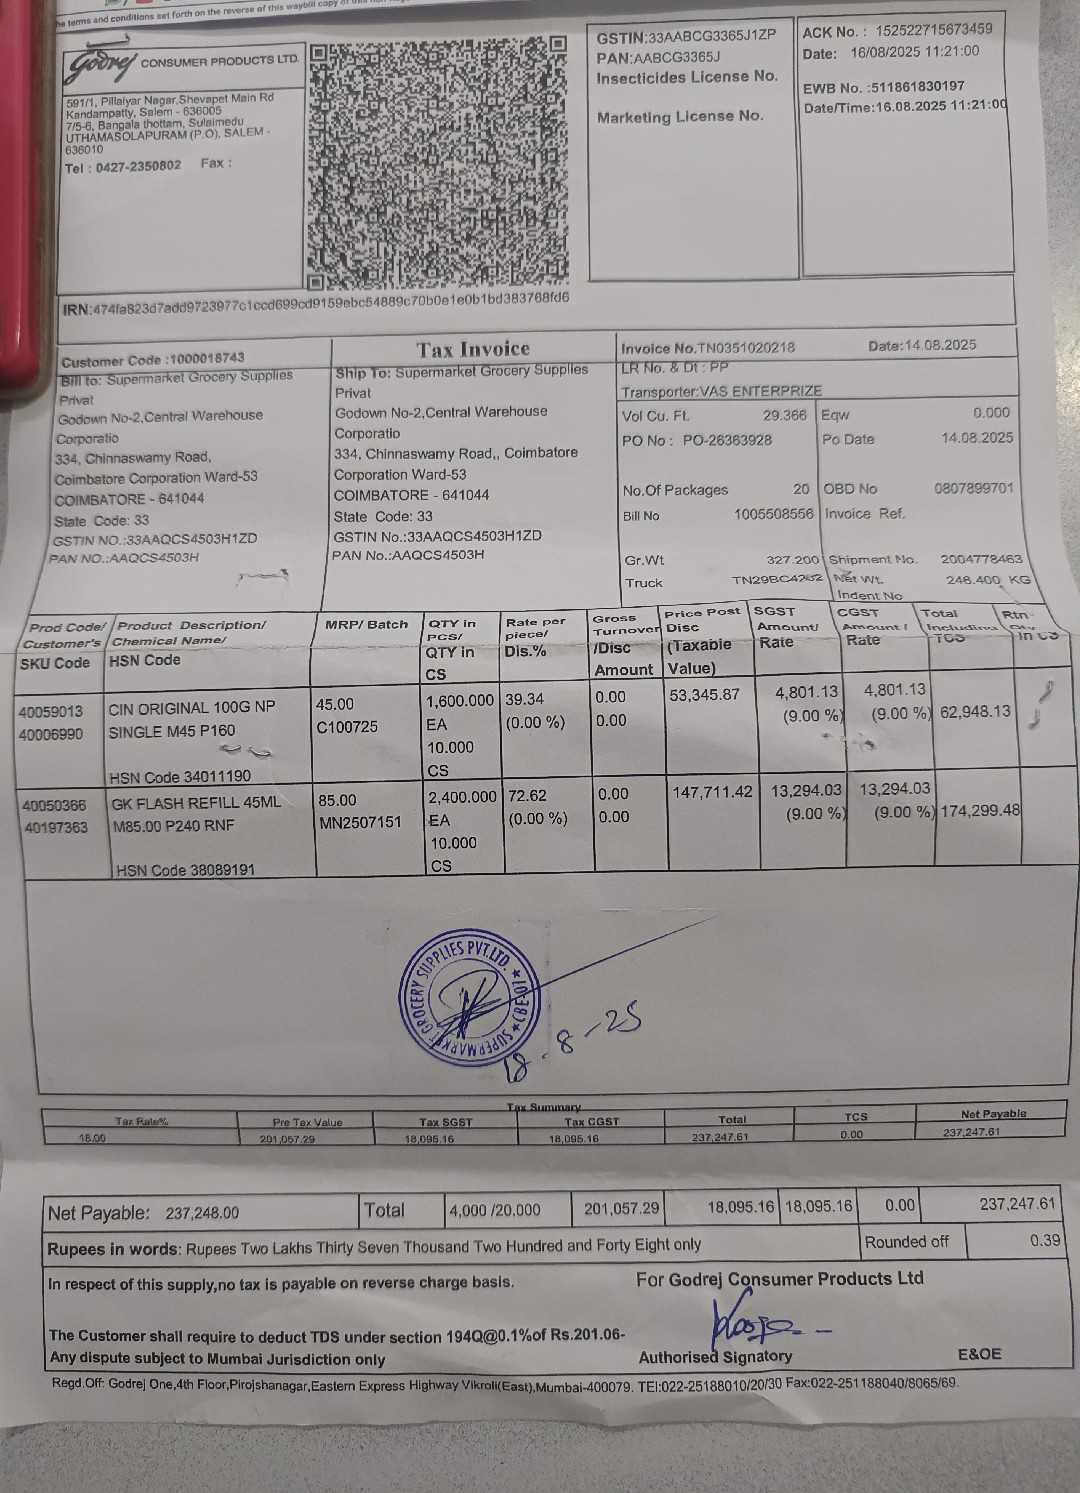 he terms and conditions set forth on the reverse of this waybill copy of
Godrej CONSUMER PRODUCTS LTD.
591/1, Pillaiyar Nagar,Shevapet Main Rd
Kandampatty, Salem - 636005
7/5-6, Bangala thottam, Sulaimedu
UTHAMASOLAPURAM (P.O), SALEM -
636010
Tel : 0427-2350802 Fax :
GSTIN:33AABCG3365J1ZP
PAN:AABCG3365J
Insecticides License No.
Marketing License No.
ACK No. : 152522715673459
Date: 16/08/2025 11:21:00
EWB No. :511861830197
Date/Time:16.08.2025 11:21:00
IRN:474fa823d7add9723977c1ccd699cd9159ebc54889c70b0e1e0b1bd383768fd6
Customer Code :1000018743
Tax Invoice
Invoice No.TN0351020218 Date:14.08.2025
Bill to: Supermarket Grocery Supplies
Privat
Godown No-2,Central Warehouse
Corporatio
334, Chinnaswamy Road,
Coimbatore Corporation Ward-53
COIMBATORE - 641044
State Code: 33
GSTIN NO.:33AAQCS4503H1ZD
PAN NO.:AAQCS4503H
Ship To: Supermarket Grocery Supplies
Privat
Godown No-2,Central Warehouse
Corporatio
334, Chinnaswamy Road,, Coimbatore
Corporation Ward-53
COIMBATORE - 641044
State Code: 33
GSTIN No.:33AAQCS4503H1ZD
PAN No.:AAQCS4503H
LR No. & Dt : PP
Transporter:VAS ENTERPRIZE
Vol Cu. Ft. 29.366 Eqw 0.000
PO No : PO-26363928 Po Date 14.08.2025
No.Of Packages 20 OBD No 0807899701
Bill No 1005508556 Invoice Ref.
Gr.Wt 327.200 Shipment No. 2004778463
Truck TN29BC4262 Net Wt. 248.400 KG
Indent No
Prod Code/ Product Description/ MRP/ Batch QTY in Rate per Gross Price Post SGST CGST Total Rtn-
Customer's Chemical Name/ PCS/ piece/ Turnover Disc Amount/ Amount / Including
SKU Code HSN Code QTY in Dis.% /Disc (Taxable Rate Rate TCS in CS
CS Amount Value)
40059013 CIN ORIGINAL 100G NP 45.00 1,600.000 39.34 0.00 53,345.87 4,801.13 4,801.13
40006990 SINGLE M45 P160 C100725 EA (0.00 %) 0.00 (9.00 %) (9.00 %) 62,948.13
10.000
HSN Code 34011190 CS
40050366 GK FLASH REFILL 45ML 85.00 2,400.000 72.62 0.00 147,711.42 13,294.03 13,294.03
40197363 M85.00 P240 RNF MN2507151 EA (0.00 %) 0.00 (9.00 %) (9.00 %) 174,299.48
10.000
HSN Code 38089191 CS
SUPERMARKET GROCERY SUPPLIES PVT.LTD. ★ CBE-10 ★
18-8-25
Tax Summary
Tax Rate% Pre Tax Value Tax SGST Tax CGST Total TCS Net Payable
18.00 201,057.29 18,095.16 18,095.16 237,247.61 0.00 237,247.61
Net Payable: 237,248.00 Total 4,000 /20,000 201,057.29 18,095.16 18,095.16 0.00 237,247.61
Rupees in words: Rupees Two Lakhs Thirty Seven Thousand Two Hundred and Forty Eight only Rounded off 0.39
In respect of this supply,no tax is payable on reverse charge basis.
For Godrej Consumer Products Ltd
The Customer shall require to deduct TDS under section 194Q@0.1%of Rs.201.06-
Any dispute subject to Mumbai Jurisdiction only
Authorised Signatory E&OE
Regd.Off: Godrej One,4th Floor,Pirojshanagar,Eastern Express Highway Vikroli(East),Mumbai-400079. TEl:022-25188010/20/30 Fax:022-251188040/8065/69.